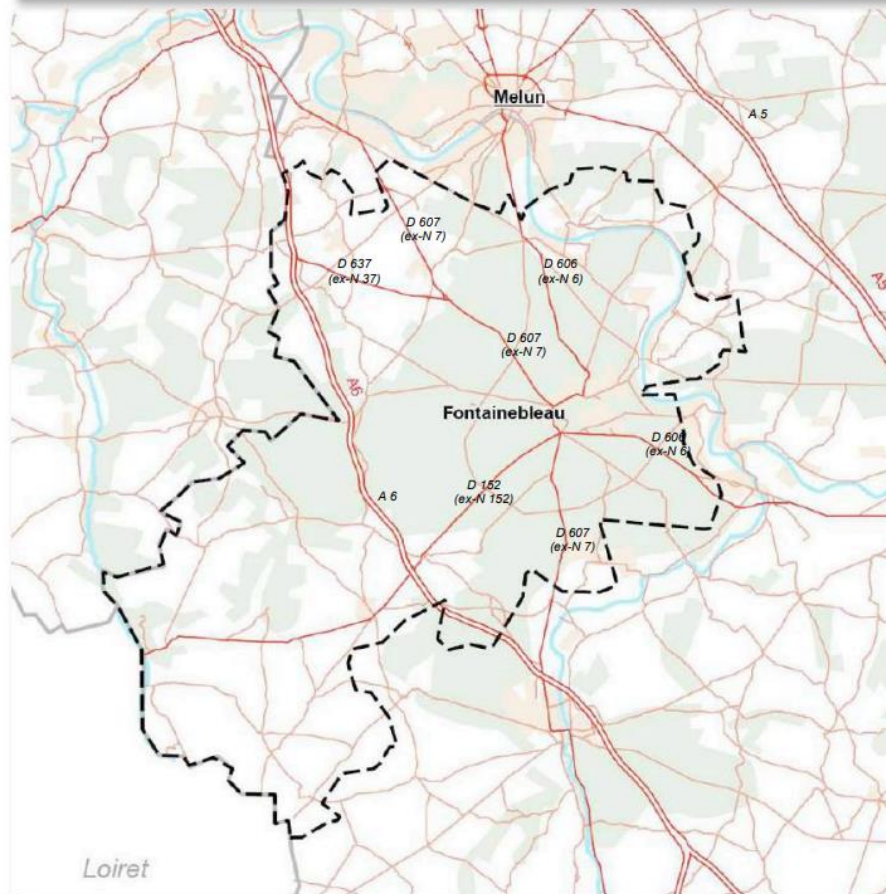 Melun
A 5
D 607
(ex-N 7)
D 637
(ex-N 37)
D 606
(ex-N 6)
A5
D 607
(ex-N 7)
A6
Fontainebleau
D 606
(ex-N 6)
D 152
(ex-N 152)
A 6
D 607
(ex-N 7)
Loiret